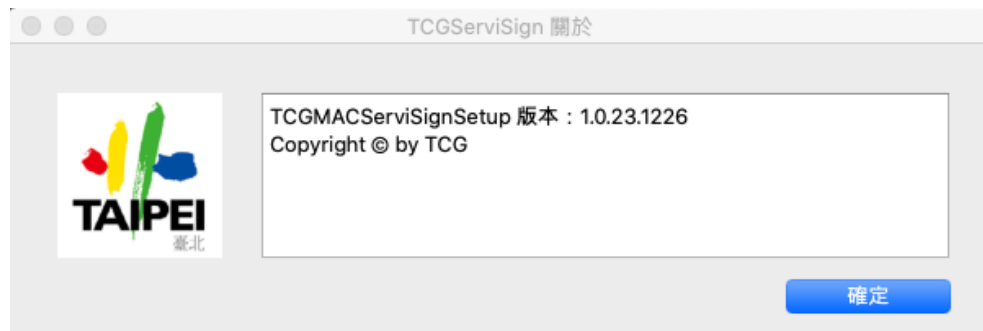 TCGServiSign 關於
TCGMACServiSignSetup 版本：1.0.23.1226
Copyright © by TCG
TAIPEI
臺北
確定